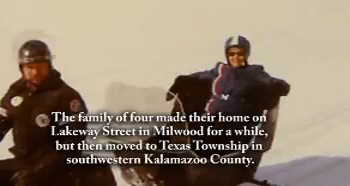 The family of four made their home on
Lakeway Street in Milwood for a while,
but then moved to Texas Township in
southwestern Kalamazoo County.